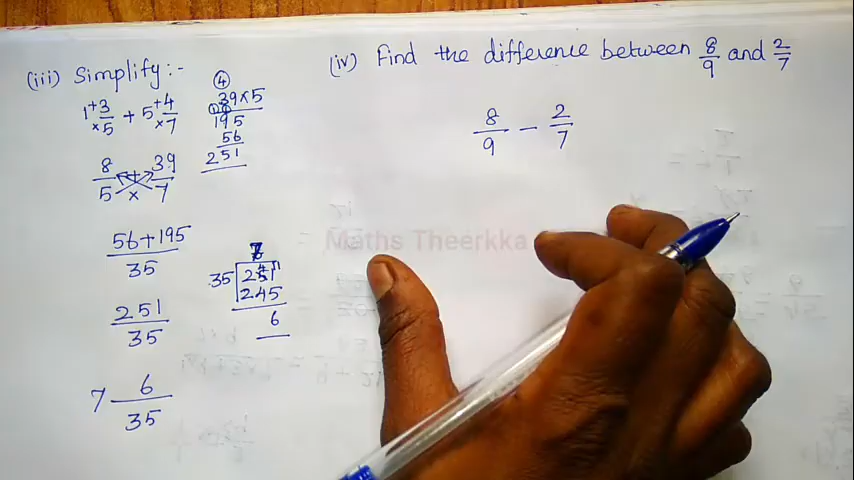 (iii) Simplify:-
1 3/5 + 5 4/7
8/5 + 39/7
56+195/35
251/35
7 6/35
④
39×5
195
56
251
7
35 251
245
6
(iv) Find the difference between 8/9 and 2/7
8/9 - 2/7
Maths Theerkka